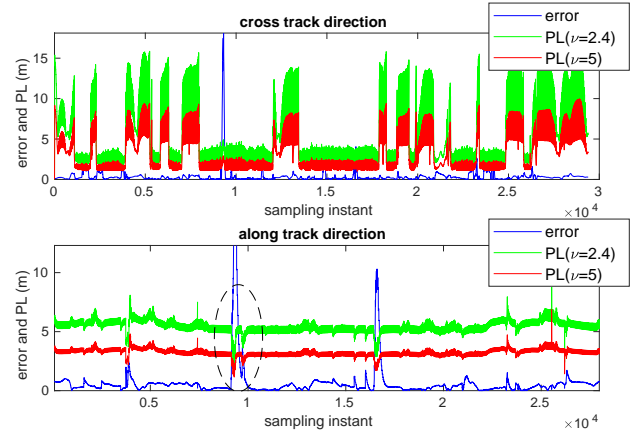 cross track direction
error
PL(ν=2.4)
PL(ν=5)
error and PL (m)
15
10
5
0
0 0.5 1 1.5 2 2.5 3
sampling instant
×10⁴
along track direction
error
PL(ν=2.4)
PL(ν=5)
error and PL (m)
10
5
0
0.5 1 1.5 2 2.5
sampling instant
×10⁴